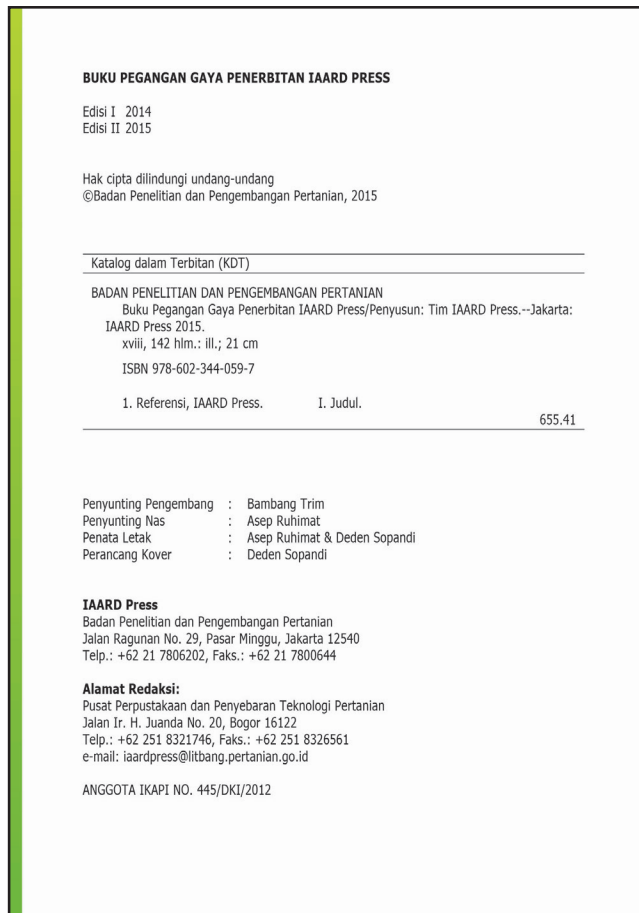 BUKU PEGANGAN GAYA PENERBITAN IAARD PRESS
Edisi I 2014
Edisi II 2015
Hak cipta dilindungi undang-undang
©Badan Penelitian dan Pengembangan Pertanian, 2015
Katalog dalam Terbitan (KDT)
BADAN PENELITIAN DAN PENGEMBANGAN PERTANIAN
Buku Pegangan Gaya Penerbitan IAARD Press/Penyusun: Tim IAARD Press.--Jakarta:
IAARD Press 2015.
xviii, 142 hlm.: ill.; 21 cm
ISBN 978-602-344-059-7
1. Referensi, IAARD Press. I. Judul.
655.41
Penyunting Pengembang : Bambang Trim
Penyunting Nas : Asep Ruhimat
Penata Letak : Asep Ruhimat & Deden Sopandi
Perancang Kover : Deden Sopandi
IAARD Press
Badan Penelitian dan Pengembangan Pertanian
Jalan Ragunan No. 29, Pasar Minggu, Jakarta 12540
Telp.: +62 21 7806202, Faks.: +62 21 7800644
Alamat Redaksi:
Pusat Perpustakaan dan Penyebaran Teknologi Pertanian
Jalan Ir. H. Juanda No. 20, Bogor 16122
Telp.: +62 251 8321746, Faks.: +62 251 8326561
e-mail: iaardpress@litbang.pertanian.go.id
ANGGOTA IKAPI NO. 445/DKI/2012